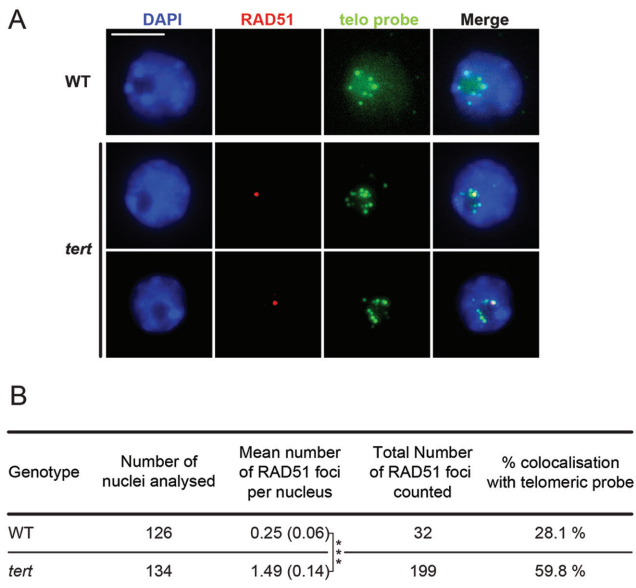 A
DAPI RAD51 telo probe Merge
WT
tert
B
Genotype Number of nuclei analysed Mean number of RAD51 foci per nucleus Total Number of RAD51 foci counted % colocalisation with telomeric probe
WT 126 0.25 (0.06) 32 28.1 %
***
tert 134 1.49 (0.14) 199 59.8 %